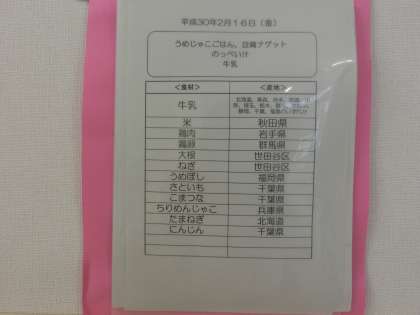 平成30年2月16日(金)
うめじゃこごはん、豆腐ナゲット
のっぺい汁
牛乳
<食材> <産地>
牛乳
米 秋田県
鶏肉 岩手県
鶏豚 群馬県
大根 世田谷区
ねぎ 世田谷区
うめぼし 福岡県
さといも 千葉県
こまつな 千葉県
ちりめんじゃこ 兵庫県
たまねぎ 北海道
にんじん 千葉県